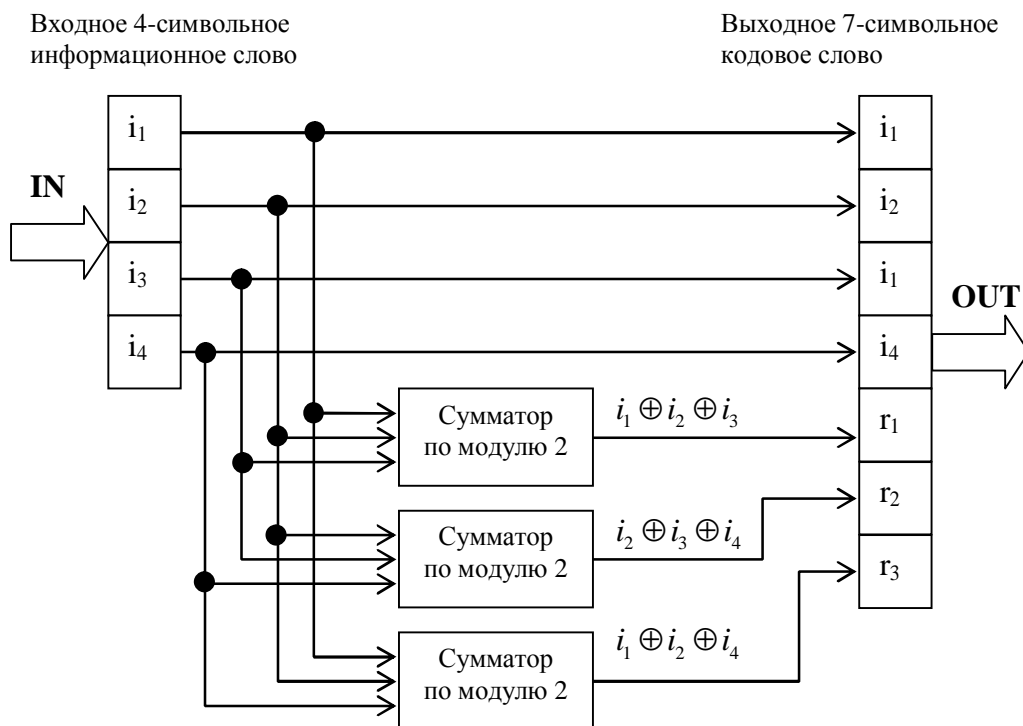 Входное 4-символьное
информационное слово
Выходное 7-символьное
кодовое слово
i₁
i₁
IN
i₂
i₂
i₃
i₁
OUT
i₄
i₄
Сумматор
по модулю 2
i₁ ⊕ i₂ ⊕ i₃
r₁
r₂
Сумматор
по модулю 2
i₂ ⊕ i₃ ⊕ i₄
r₃
Сумматор
по модулю 2
i₁ ⊕ i₂ ⊕ i₄